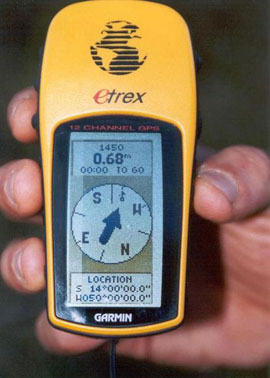 etrex
12 CHANNEL GPS
1450
0.68m
00:00 TO GO
S W
E N
LOCATION
S 14°00'00.0"
W050°00'00.0"
GARMIN